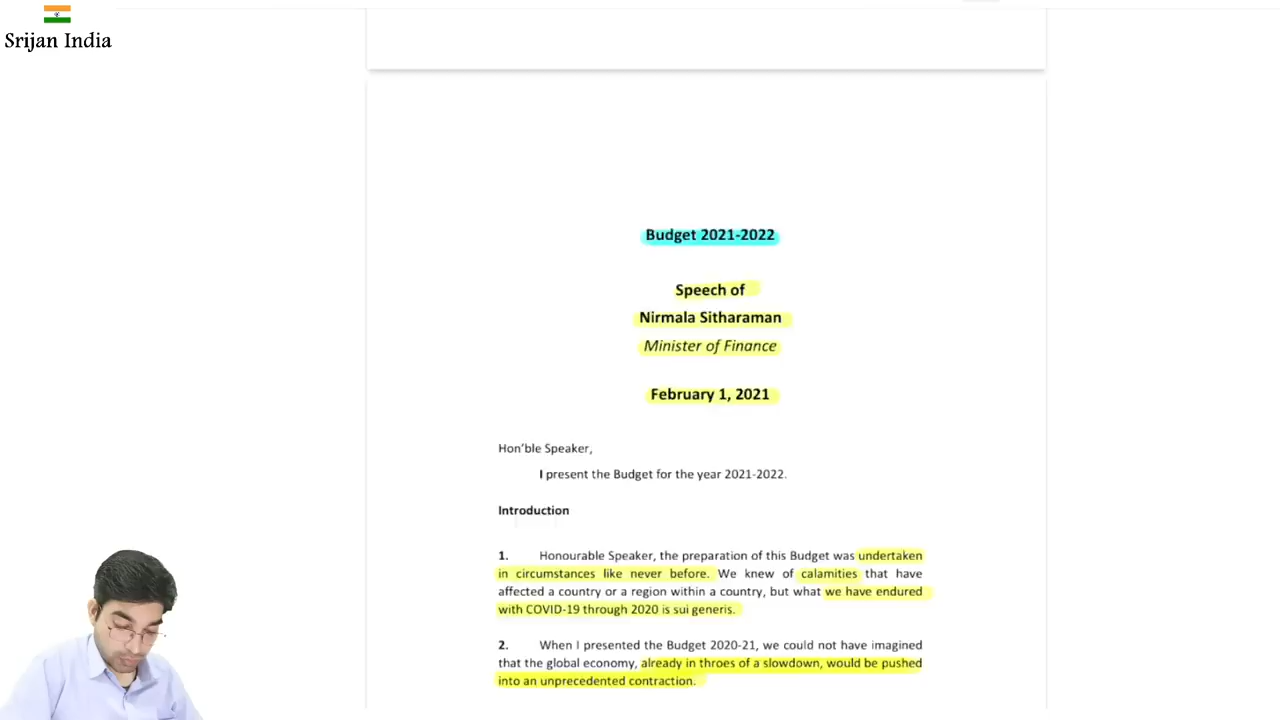 Srijan India
Budget 2021-2022
Speech of
Nirmala Sitharaman
Minister of Finance
February 1, 2021
Hon'ble Speaker,
I present the Budget for the year 2021-2022.
Introduction
1. Honourable Speaker, the preparation of this Budget was undertaken
in circumstances like never before. We knew of calamities that have
affected a country or a region within a country, but what we have endured
with COVID-19 through 2020 is sui generis.
2. When I presented the Budget 2020-21, we could not have imagined
that the global economy, already in throes of a slowdown, would be pushed
into an unprecedented contraction.